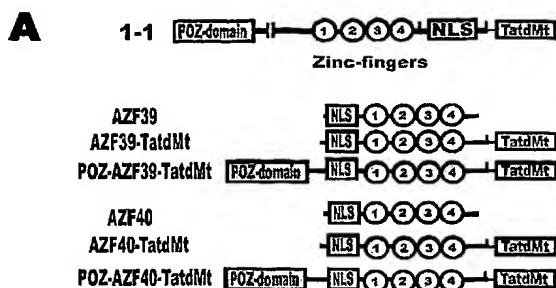 A
1-1 POZ-domain 1 2 3 4 NLS TatdMt
Zinc-fingers
AZF39 NLS 1 2 3 4
AZF39-TatdMt NLS 1 2 3 4 TatdMt
POZ-AZF39-TatdMt POZ-domain NLS 1 2 3 4 TatdMt
AZF40 NLS 1 2 3 4
AZF40-TatdMt NLS 1 2 3 4 TatdMt
POZ-AZF40-TatdMt POZ-domain NLS 1 2 3 4 TatdMt